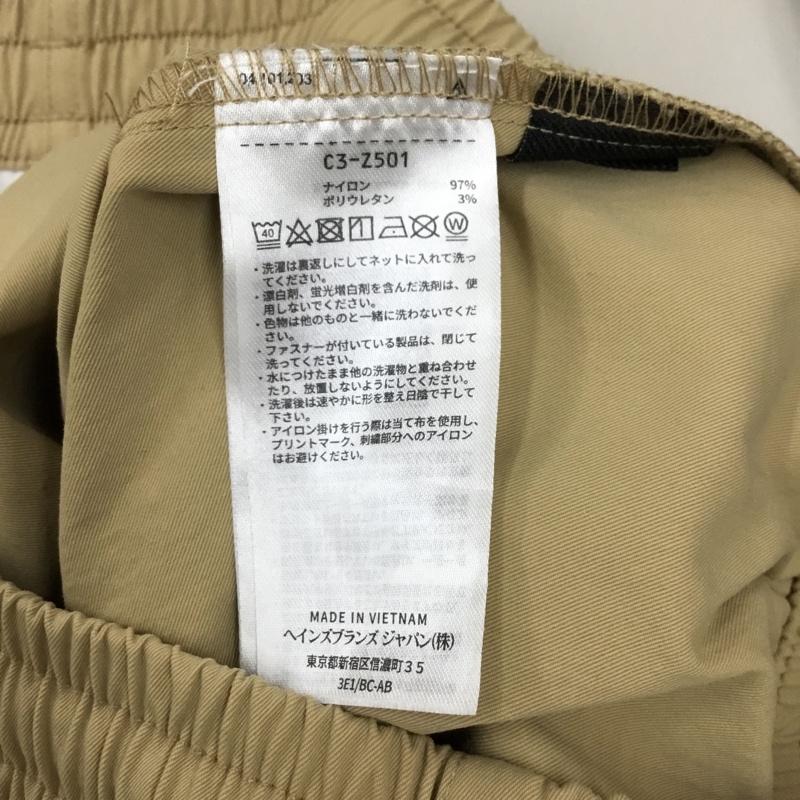 C3-Z501
ナイロン 97%
ポリウレタン 3%
40
W
・洗濯は裏返しにしてネットに入れて洗っ
てください。
・漂白剤、蛍光増白剤を含んだ洗剤は、使
用しないでください。
・色物は他のものと一緒に洗わないでくだ
さい。
・ファスナーが付いている製品は、閉じて
洗ってください。
・水につけたまま他の洗濯物と重ね合わせ
たり、放置しないようにしてください。
・洗濯後は速やかに形を整え日陰で干して
下さい。
・アイロン掛けを行う際は当て布を使用し、
プリントマーク、刺繍部分へのアイロン
はお避けください。
MADE IN VIETNAM
ヘインズブランズ ジャパン(株)
東京都新宿区信濃町３５
3E1/BC-AB